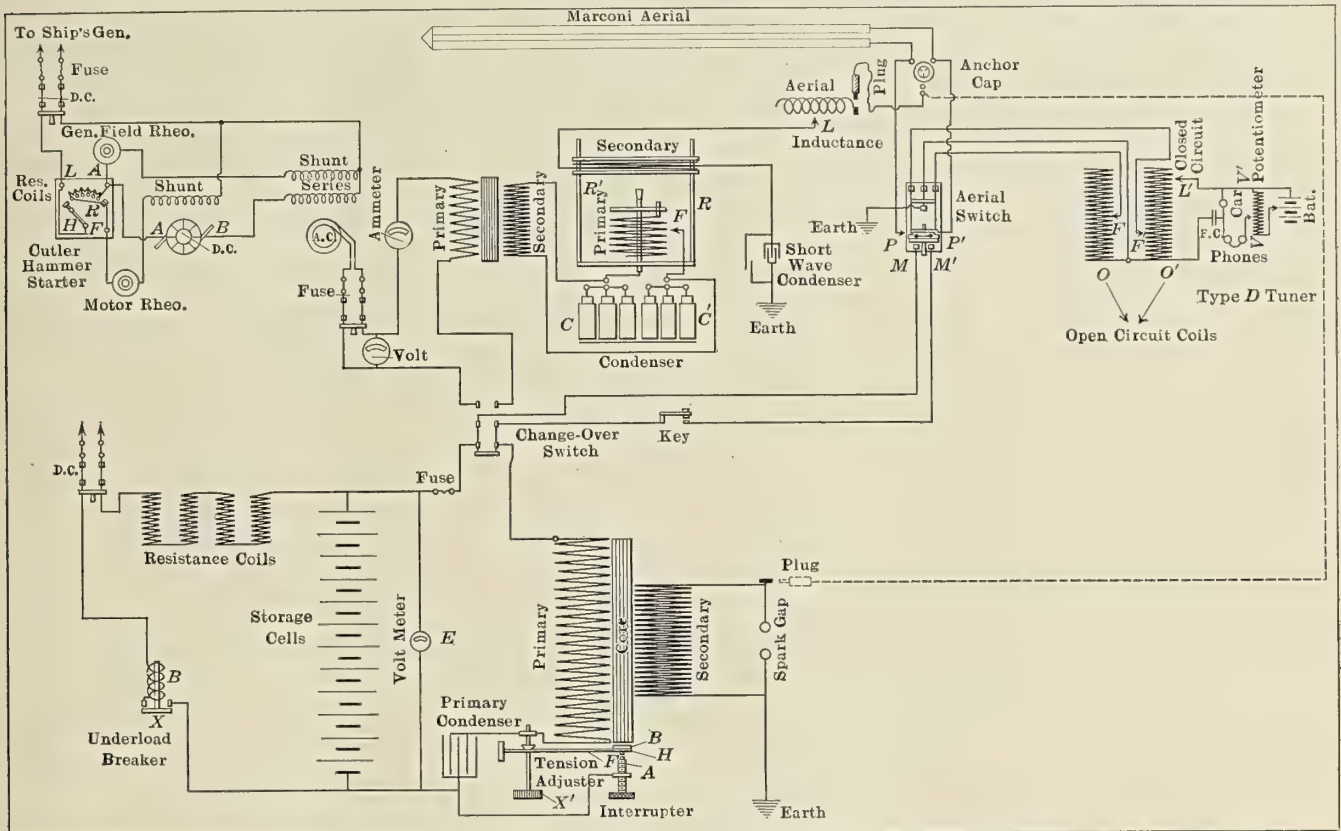 Marconi Aerial
To Ship's Gen.
Fuse
D.C.
Gen. Field Rheo.
A
L
Res.
Coils
R
H
F
Cutler
Hammer
Starter
Motor Rheo.
Shunt
A
B
D.C.
Shunt
Series
A.C.
Fuse
Ammeter
Volt
Primary
Secondary
Secondary
R'
R
Primary
F
C
C'
Condenser
Aerial
L
Inductance
Plug
Anchor
Cap
Short
Wave
Condenser
Earth
Earth
Aerial
Switch
P
P'
M
M'
Closed
Circuit
L'
V'
Potentiometer
Car.
Bat.
F
F
F.C.
V
Phones
O
O'
Type D Tuner
Open Circuit Coils
Change-Over
Switch
Key
Fuse
D.C.
Resistance Coils
Storage
Cells
Volt Meter
E
B
X
Underload
Breaker
Primary
Condenser
Primary
Core
Secondary
Plug
Spark Gap
B
H
F
A
Tension
Adjuster
X'
Interrupter
Earth